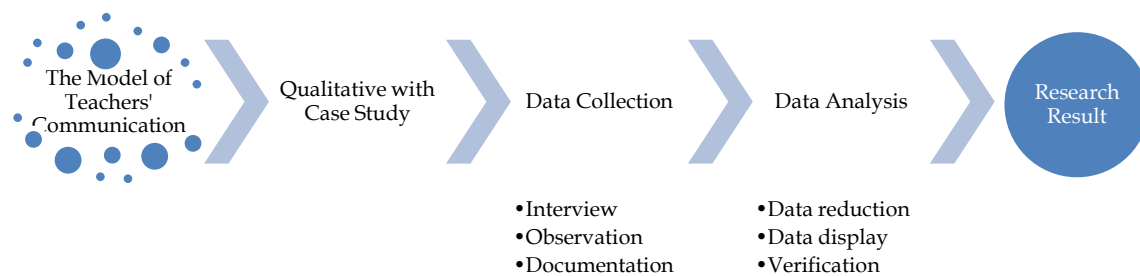 The Model of
Teachers'
Communication
Qualitative with
Case Study
Data Collection
•Interview
•Observation
•Documentation
Data Analysis
•Data reduction
•Data display
•Verification
Research
Result